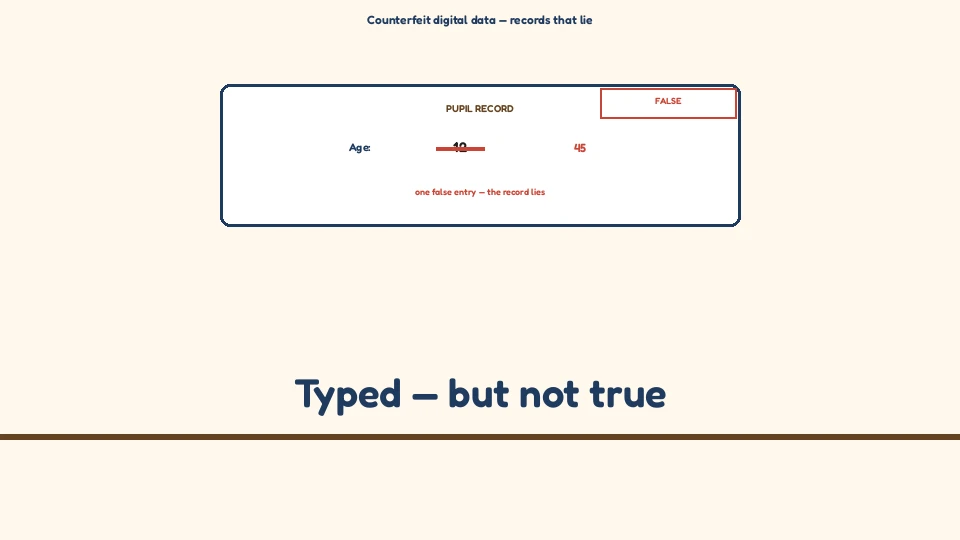 Counterfeit digital data — records that lie
FALSE
PUPIL RECORD
Age: 12 45
one false entry — the record lies
Typed — but not true